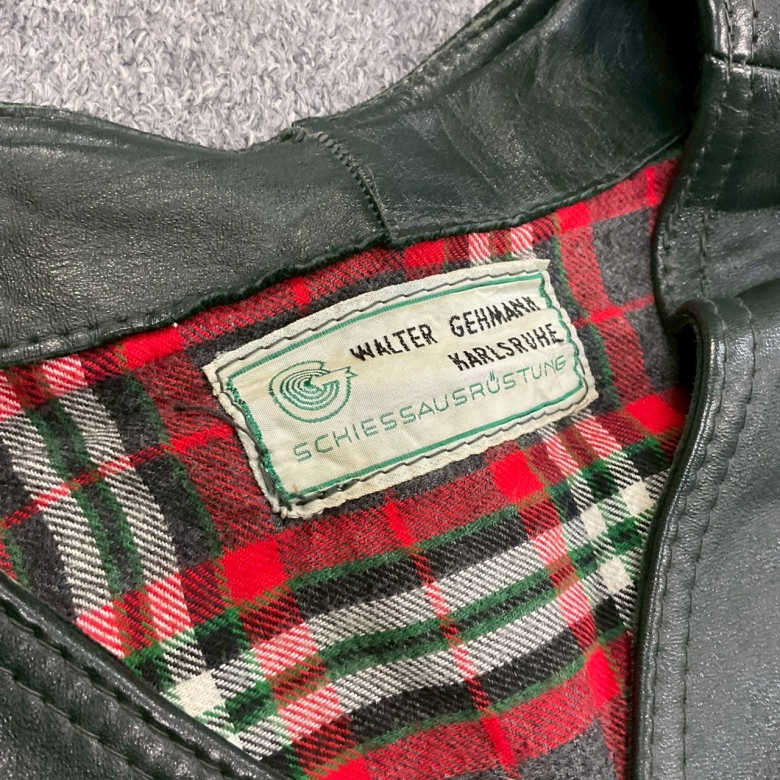 WALTER GEHMANN
KARLSRUHE
SCHIESSAUSRÜSTUNG